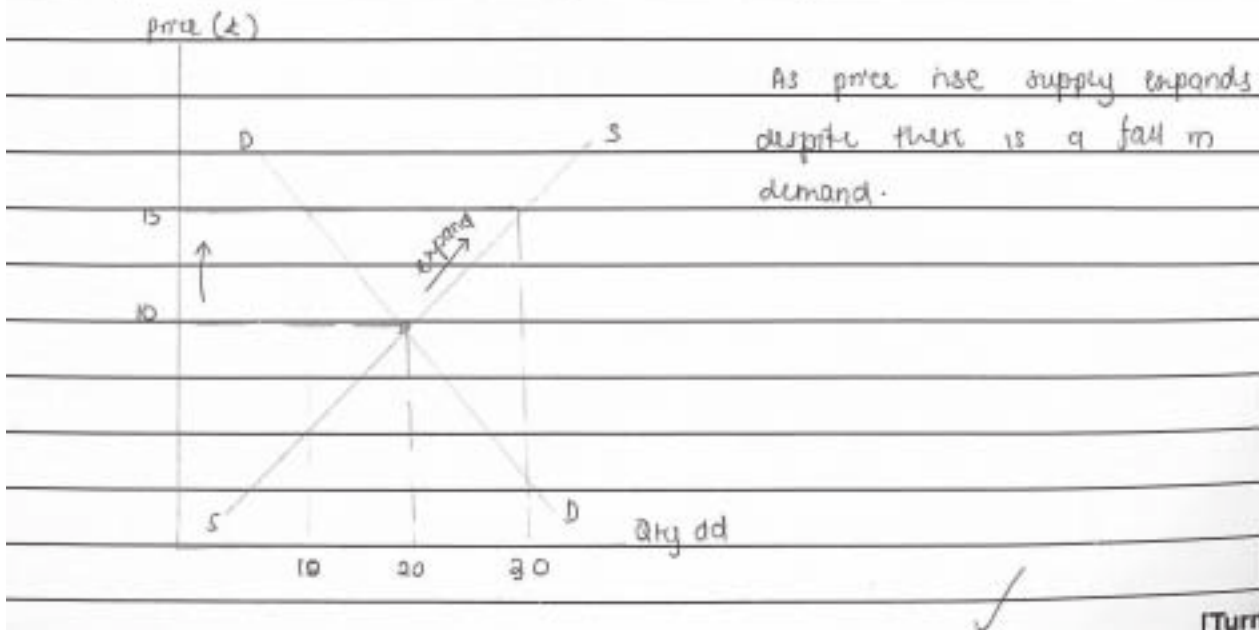 price (£)
As price rise supply expands
D
S
despite there is a fall in
demand.
15
expand
10
S
D
Qty dd
10 20 30
[Turn